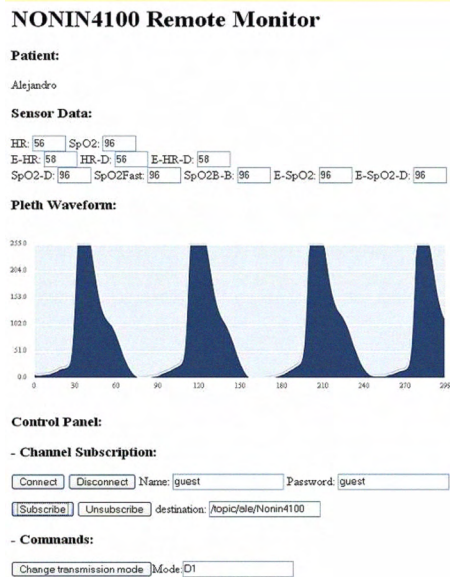 NONIN4100 Remote Monitor
Patient:
Alejandro
Sensor Data:
HR: 56 SpO2: 96
E-HR: 58 HR-D: 56 E-HR-D: 58
SpO2-D: 96 SpO2Fast: 96 SpO2B-B: 96 E-SpO2: 96 E-SpO2-D: 96
Pleth Waveform:
255.0
204.0
153.0
102.0
51.0
0.0
0 30 60 90 120 150 180 210 240 270 299
Control Panel:
- Channel Subscription:
Connect Disconnect Name: guest Password: guest
Subscribe Unsubscribe destination: /topic/ale/Nonin4100
- Commands:
Change transmission mode Mode: D1